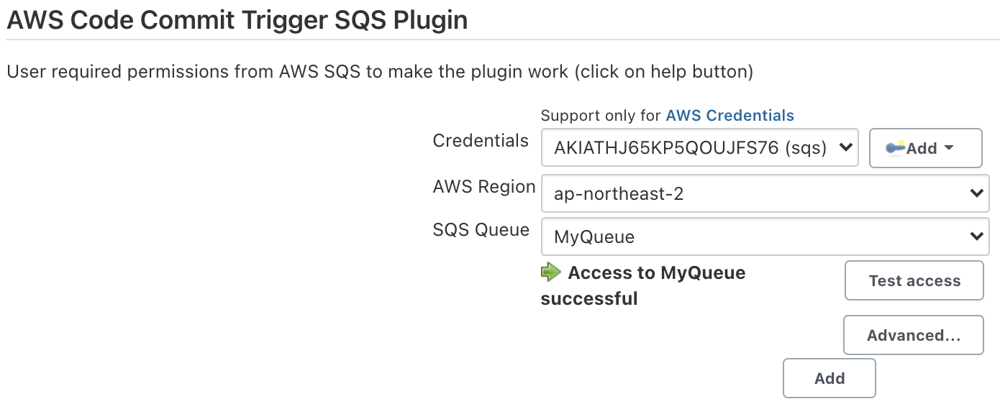 AWS Code Commit Trigger SQS Plugin
User required permissions from AWS SQS to make the plugin work (click on help button)
Support only for AWS Credentials
Credentials AKIATHJ65KP5QOUJFS76 (sqs) Add
AWS Region ap-northeast-2
SQS Queue MyQueue
Access to MyQueue
successful
Test access
Advanced...
Add